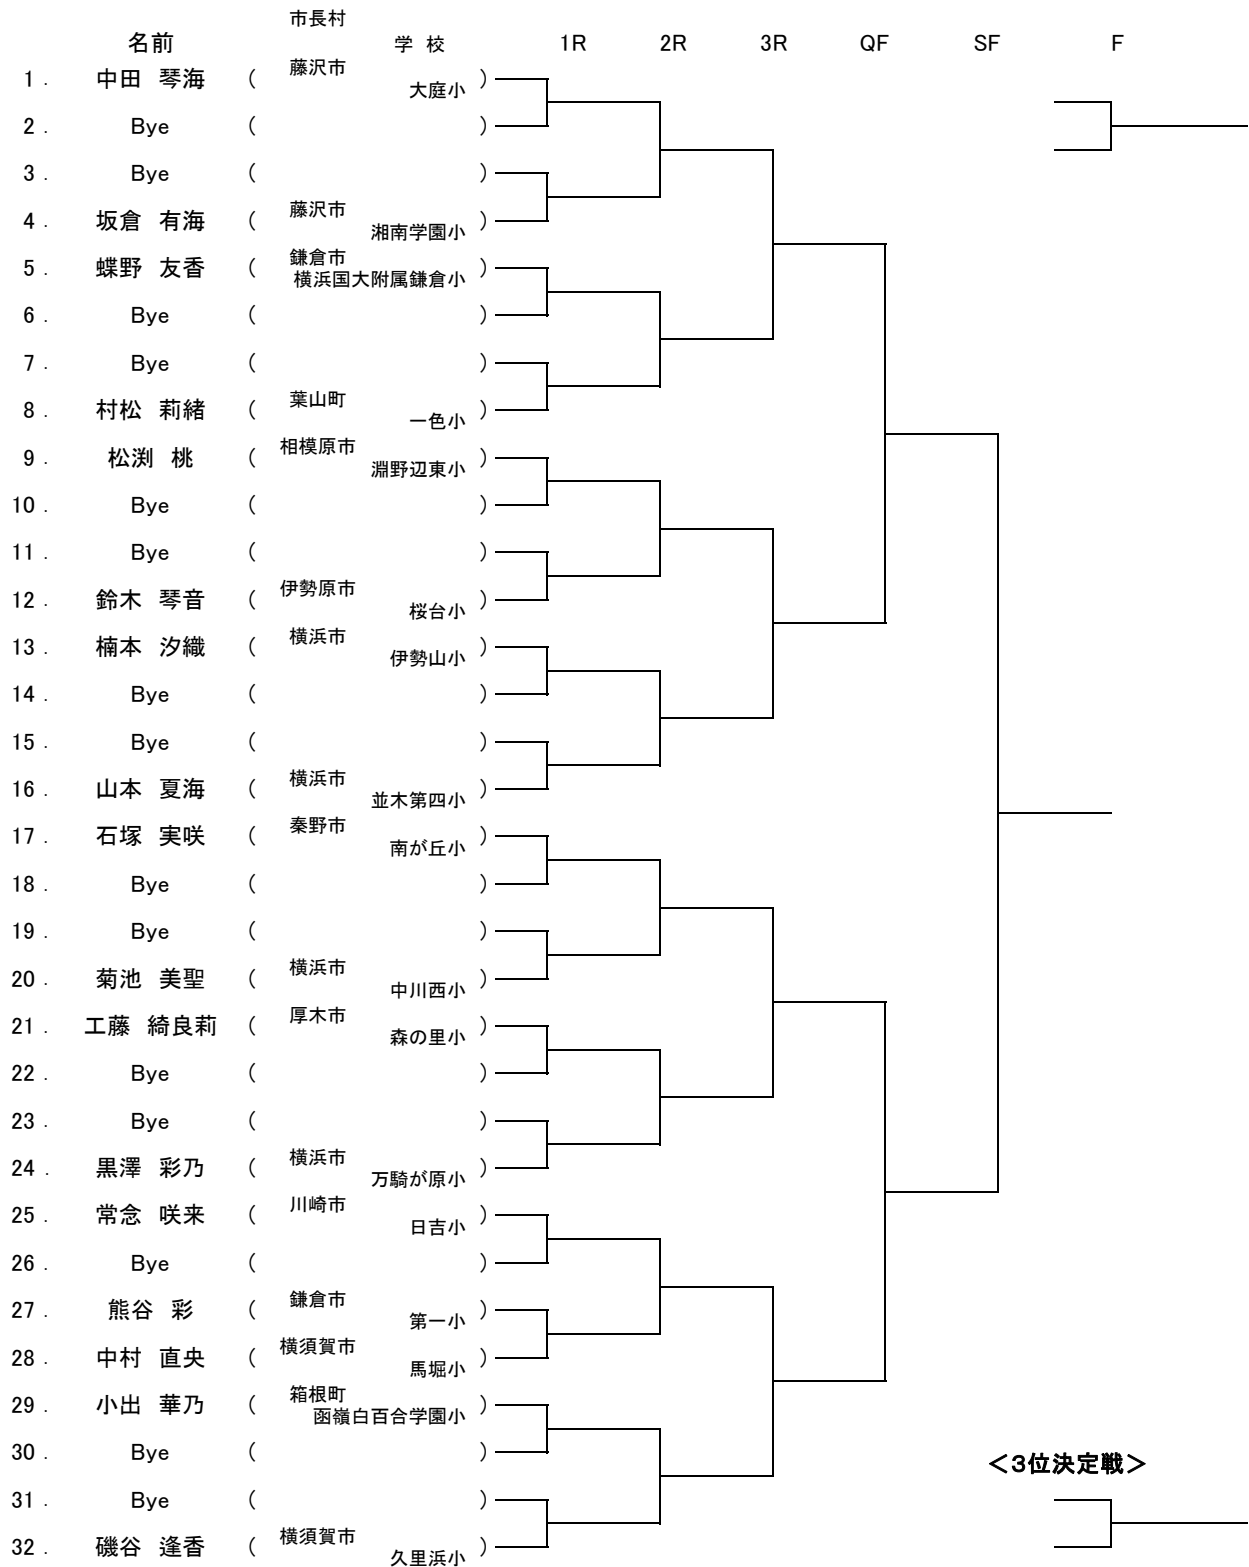 市長村
名前 学校 1R 2R 3R QF SF F
1. 中田 琴海 ( 藤沢市 大庭小 )
2. Bye ( )
3. Bye ( )
4. 坂倉 有海 ( 藤沢市 湘南学園小 )
5. 蝶野 友香 ( 鎌倉市 横浜国大附属鎌倉小 )
6. Bye ( )
7. Bye ( )
8. 村松 莉緒 ( 葉山町 一色小 )
9. 松渕 桃 ( 相模原市 淵野辺東小 )
10. Bye ( )
11. Bye ( )
12. 鈴木 琴音 ( 伊勢原市 桜台小 )
13. 楠本 汐織 ( 横浜市 伊勢山小 )
14. Bye ( )
15. Bye ( )
16. 山本 夏海 ( 横浜市 並木第四小 )
17. 石塚 実咲 ( 秦野市 南が丘小 )
18. Bye ( )
19. Bye ( )
20. 菊池 美聖 ( 横浜市 中川西小 )
21. 工藤 綺良莉 ( 厚木市 森の里小 )
22. Bye ( )
23. Bye ( )
24. 黒澤 彩乃 ( 横浜市 万騎が原小 )
25. 常念 咲来 ( 川崎市 日吉小 )
26. Bye ( )
27. 熊谷 彩 ( 鎌倉市 第一小 )
28. 中村 直央 ( 横須賀市 馬堀小 )
29. 小出 華乃 ( 箱根町 函嶺白百合学園小 )
30. Bye ( )
<3位決定戦>
31. Bye ( )
32. 磯谷 逢香 ( 横須賀市 久里浜小 )